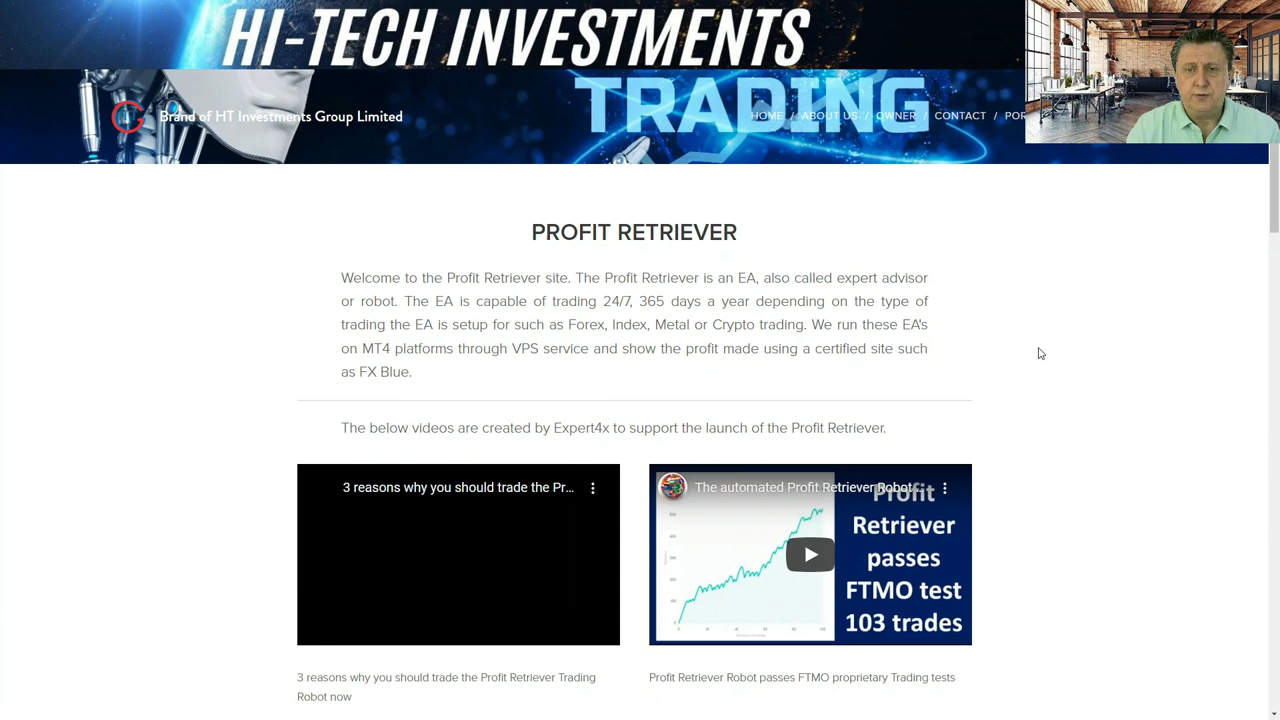 HI-TECH INVESTMENTS
TRADING
Brand of HT Investments Group Limited
HOME / ABOUT US / OWNER / CONTACT /
PROFIT RETRIEVER
Welcome to the Profit Retriever site. The Profit Retriever is an EA, also called expert advisor
or robot. The EA is capable of trading 24/7, 365 days a year depending on the type of
trading the EA is setup for such as Forex, Index, Metal or Crypto trading. We run these EA's
on MT4 platforms through VPS service and show the profit made using a certified site such
as FX Blue.
The below videos are created by Expert4x to support the launch of the Profit Retriever.
3 reasons why you should trade the Pr...
The automated Profit Retriever Robot...
Profit
Retriever
passes
FTMO test
103 trades
3 reasons why you should trade the Profit Retriever Trading
Robot now
Profit Retriever Robot passes FTMO proprietary Trading tests